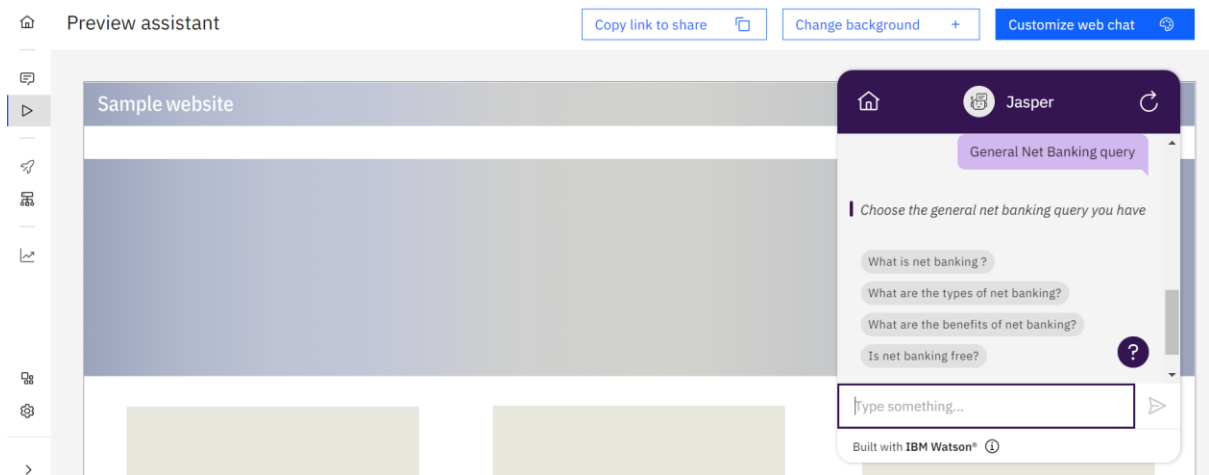 Preview assistant
Copy link to share
Change background +
Customize web chat
Sample website
Jasper
General Net Banking query
Choose the general net banking query you have
What is net banking ?
What are the types of net banking?
What are the benefits of net banking?
Is net banking free?
?
Type something...
Built with IBM Watson®